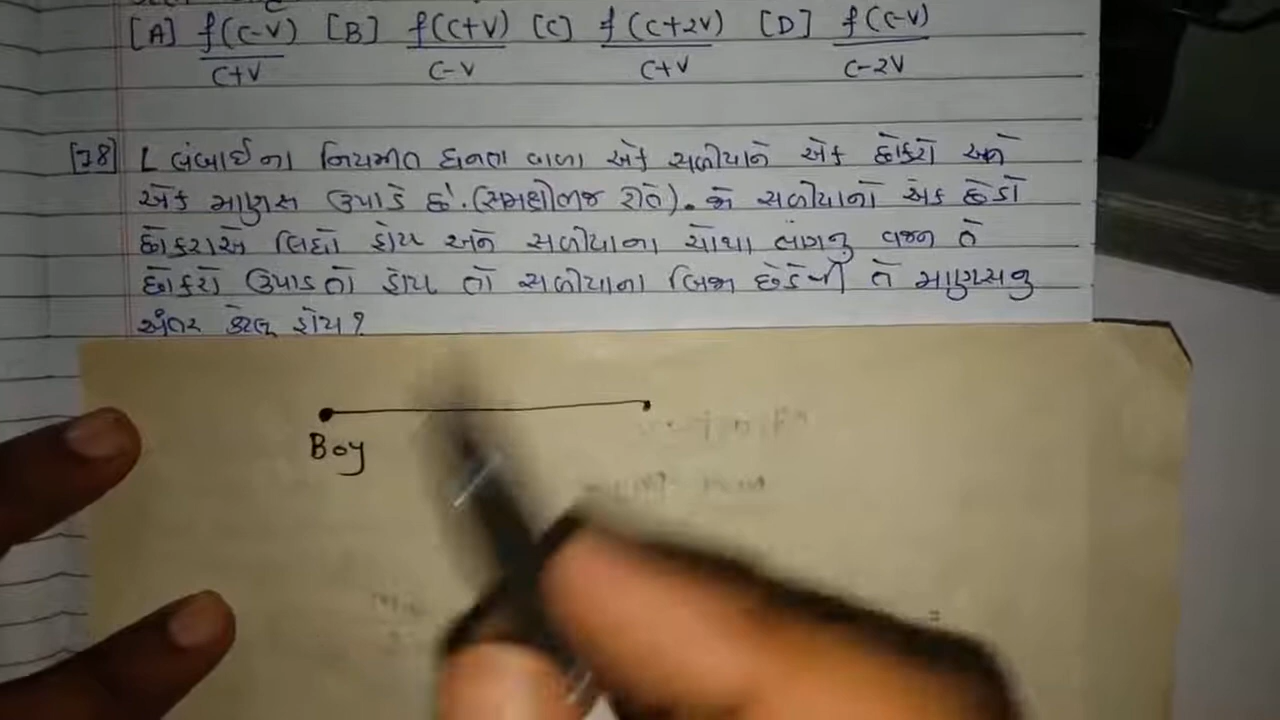 [A] f(c-v)/c+v [B] f(c+v)/c-v [C] f(c+2v)/c+v [D] f(c-v)/c-2v
[78] L લંબાઈના નિયમિત ઘનતા વાળા એક સળીયાને એક છોકરો અને
એક માણસ ઉપાડે છે. (સમક્ષીતિજ રીતે). જો સળીયાનો એક છેડો
છોકરાએ લિધો હોય અને સળીયાના ચોથા ભાગનુ વજન તે
છોકરો ઉપાડતો હોય તો સળીયાના બિજા છેડેથી તે માણસનુ
અંતર કેટલુ હોય?
Boy